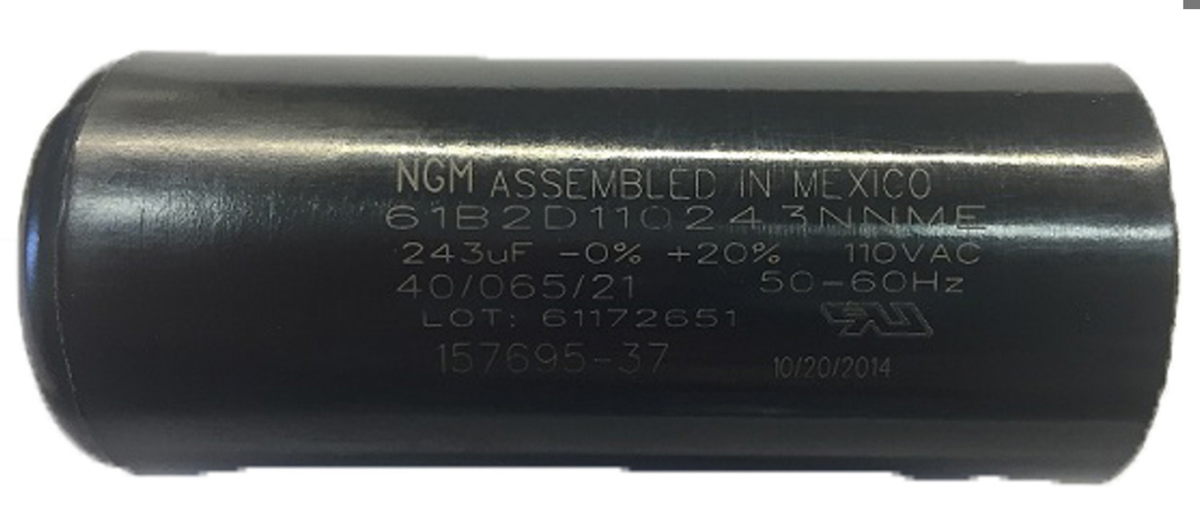 NGM ASSEMBLED IN MEXICO
61B2D11Q243NNME
243uF -0% +20% 110VAC
40/065/21 50-60Hz
LOT: 61172651
157695-37 10/20/2014